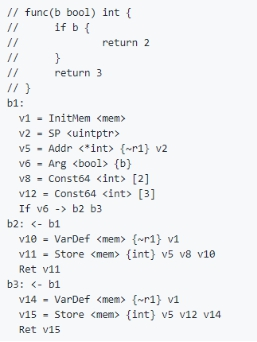 // func(b bool) int {
//     if b {
//             return 2
//     }
//     return 3
// }
b1:
  v1 = InitMem <mem>
  v2 = SP <uintptr>
  v5 = Addr <*int> {~r1} v2
  v6 = Arg <bool> {b}
  v8 = Const64 <int> [2]
  v12 = Const64 <int> [3]
  If v6 -> b2 b3
b2: <- b1
  v10 = VarDef <mem> {~r1} v1
  v11 = Store <mem> {int} v5 v8 v10
  Ret v11
b3: <- b1
  v14 = VarDef <mem> {~r1} v1
  v15 = Store <mem> {int} v5 v12 v14
  Ret v15